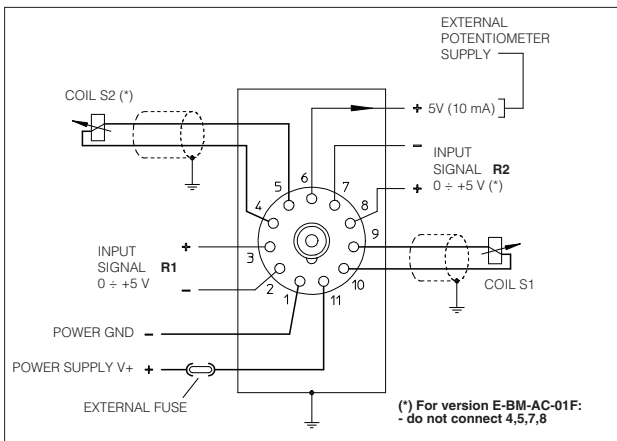 EXTERNAL
POTENTIOMETER
SUPPLY
COIL S2 (*)
+ 5V (10 mA)
-
INPUT
SIGNAL R2
0 ÷ +5 V (*)
+
5
6
7
4
8
3
9
2
10
1
11
+
INPUT
SIGNAL R1
0 ÷ +5 V
-
COIL S1
POWER GND -
POWER SUPPLY V+ +
EXTERNAL FUSE
(*) For version E-BM-AC-01F:
- do not connect 4,5,7,8